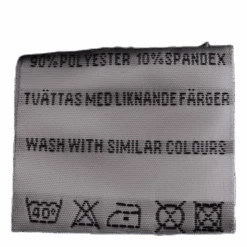 90% POLYESTER 10% SPANDEX
TVÄTTAS MED LIKNANDE FÄRGER
WASH WITH SIMILAR COLOURS
40°